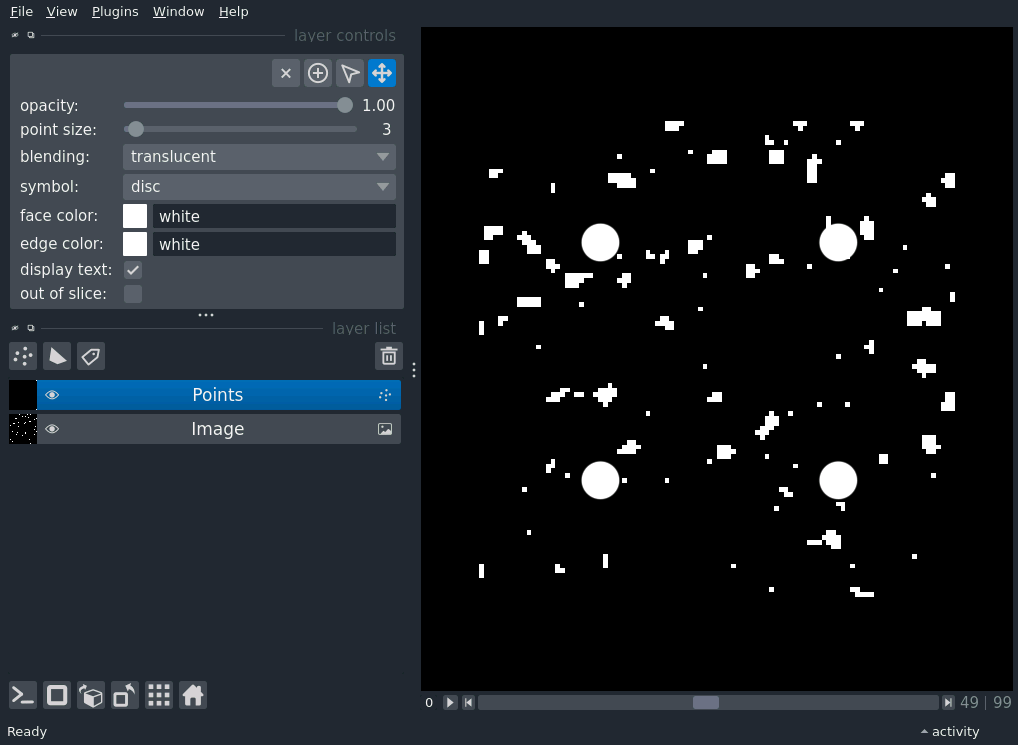 File View Plugins Window Help
layer controls
opacity: 1.00
point size: 3
blending: translucent
symbol: disc
face color: white
edge color: white
display text:
out of slice:
layer list
Points
Image
0 49 | 99
Ready activity